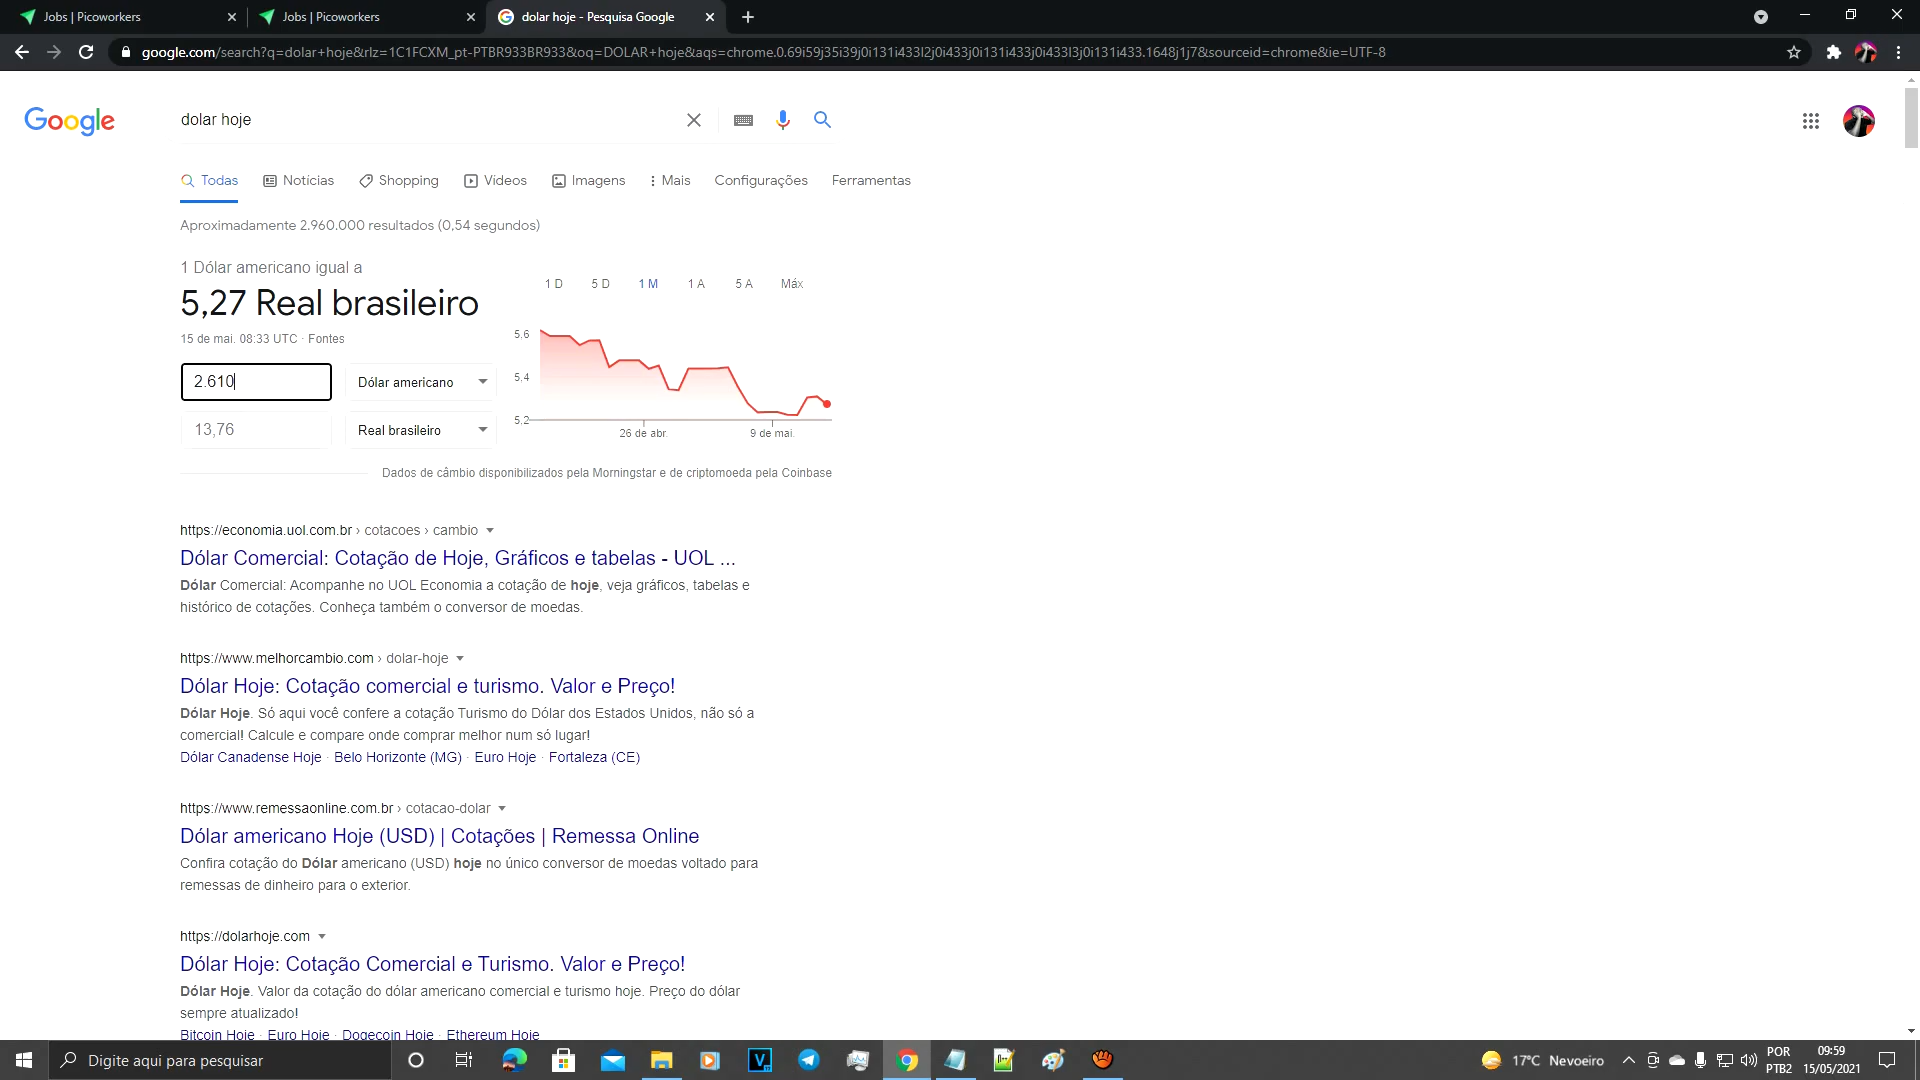 Jobs | Picoworkers
Jobs | Picoworkers
dolar hoje - Pesquisa Google
google.com/search?q=dolar+hoje&rlz=1C1FCXM_pt-PTBR933BR933&oq=DOLAR+hoje&aqs=chrome.0.69i59j35i39j0i131i433l2j0i433j0i131i433j0i433l3j0i131i433.1648j1j7&sourceid=chrome&ie=UTF-8
Google
dolar hoje
Todas
Notícias
Shopping
Vídeos
Imagens
Mais
Configurações
Ferramentas
Aproximadamente 2.960.000 resultados (0,54 segundos)
1 Dólar americano igual a
5,27 Real brasileiro
15 de mai. 08:33 UTC · Fontes
2.610
Dólar americano
13,76
Real brasileiro
1 D
5 D
1 M
1 A
5 A
Máx
5,6
5,4
5,2
26 de abr.
9 de mai.
Dados de câmbio disponibilizados pela Morningstar e de criptomoeda pela Coinbase
https://economia.uol.com.br › cotacoes › cambio
Dólar Comercial: Cotação de Hoje, Gráficos e tabelas - UOL ...
Dólar Comercial: Acompanhe no UOL Economia a cotação de hoje, veja gráficos, tabelas e
histórico de cotações. Conheça também o conversor de moedas.
https://www.melhorcambio.com › dolar-hoje
Dólar Hoje: Cotação comercial e turismo. Valor e Preço!
Dólar Hoje. Só aqui você confere a cotação Turismo do Dólar dos Estados Unidos, não só a
comercial! Calcule e compare onde comprar melhor num só lugar!
Dólar Canadense Hoje · Belo Horizonte (MG) · Euro Hoje · Fortaleza (CE)
https://www.remessaonline.com.br › cotacao-dolar
Dólar americano Hoje (USD) | Cotações | Remessa Online
Confira cotação do Dólar americano (USD) hoje no único conversor de moedas voltado para
remessas de dinheiro para o exterior.
https://dolarhoje.com
Dólar Hoje: Cotação Comercial e Turismo. Valor e Preço!
Dólar Hoje. Valor da cotação do dólar americano comercial e turismo hoje. Preço do dólar
sempre atualizado!
Bitcoin Hoje · Euro Hoje · Dogecoin Hoje · Ethereum Hoje
Digite aqui para pesquisar
17°C Nevoeiro
POR
PTB2
09:59
15/05/2021